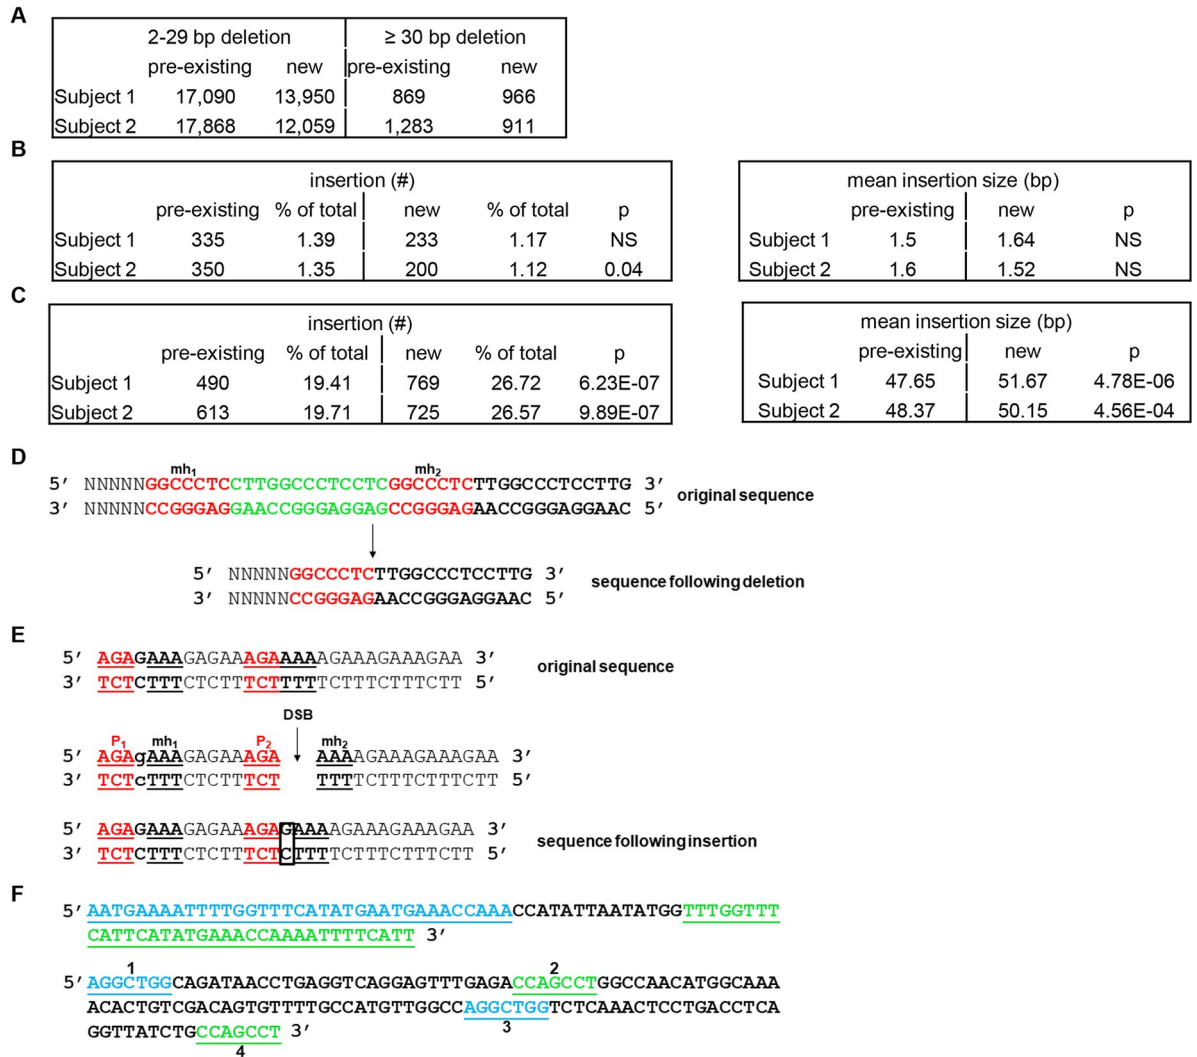 A
2-29 bp deletion ≥ 30 bp deletion
pre-existing new pre-existing new
Subject 1 17,090 13,950 869 966
Subject 2 17,868 12,059 1,283 911
B
insertion (#)
pre-existing % of total new % of total p
Subject 1 335 1.39 233 1.17 NS
Subject 2 350 1.35 200 1.12 0.04
mean insertion size (bp)
pre-existing new p
Subject 1 1.5 1.64 NS
Subject 2 1.6 1.52 NS
C
insertion (#)
pre-existing % of total new % of total p
Subject 1 490 19.41 769 26.72 6.23E-07
Subject 2 613 19.71 725 26.57 9.89E-07
mean insertion size (bp)
pre-existing new p
Subject 1 47.65 51.67 4.78E-06
Subject 2 48.37 50.15 4.56E-04
D
mh1 mh2
5′ NNNNNGGCCCTCCTTGGCCCTCCTCGGCCCTCTTGGCCCTCCTTG 3′
original sequence
3′ NNNNNCCGGGAGGAACCGGGAGGAGCCGGGAGAACCGGGAGGAAC 5′
5′ NNNNNGGCCCTCTTGGCCCTCCTTG 3′
sequence following deletion
3′ NNNNNCCGGGAGAACCGGGAGGAAC 5′
E
5′ AGAGAAAGAGAAAGAAAAAGAAAGAAAGAA 3′
original sequence
3′ TCTCTTTCTCTTTCTTTTTCTTTCTTTCTT 5′
DSB
P1 mh1 P2 mh2
5′ AGAgAAAGAGAAAGA AAAAGAAAGAAAGAA 3′
3′ TCTcTTTCTCTTTCT TTTTCTTTCTTTCTT 5′
5′ AGAGAAAGAGAAAGAGAAAAGAAAGAAAGAA 3′
sequence following insertion
3′ TCTCTTTCTCTTTCTCTTTTCTTTCTTTCTT 5′
F
5′ AATGAAAATTTTGGTTTCATATGAATGAAACCAAACCATATTAATATGGTTTGGTTT
CATTCATATGAAACCAAAATTTTCATT 3′
1 2
5′ AGGCTGGCAGATAACCTGAGGTCAGGAGTTTGAGACCAGCCTGGCCAACATGGCAAA
ACACTGTCGACAGTGTTTTGCCATGTTGGCCAGGCTGGTCTCAAACTCCTGACCTCA
3
GGTTATCTGCCAGCCT 3′
4